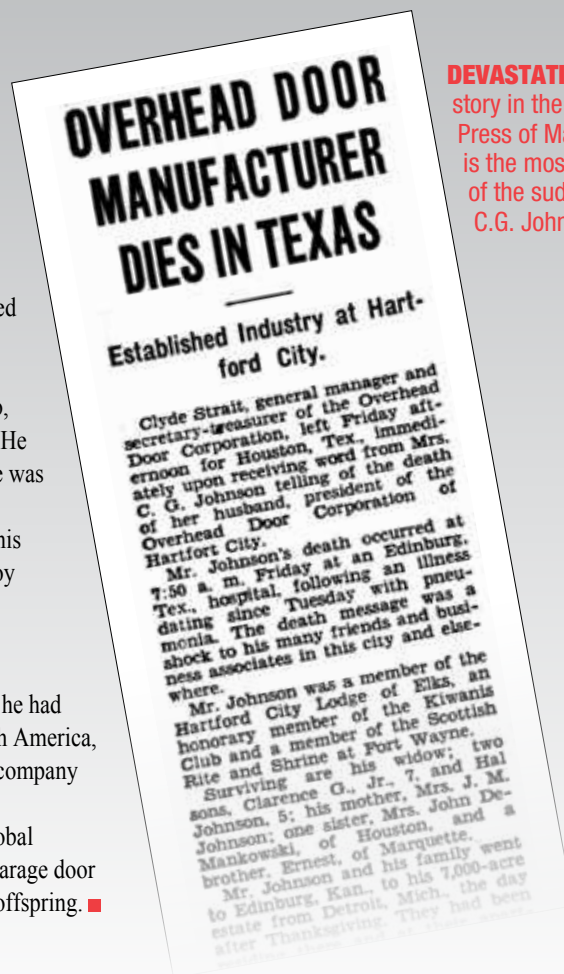 ed
o,
He
e was
his
by
he had
h America,
company
obal
garage door
offspring.
OVERHEAD DOOR
MANUFACTURER
DIES IN TEXAS
Established Industry at Hart-
ford City.
Clyde Strait, general manager and
secretary-treasurer of the Overhead
Door Corporation, left Friday aft-
ernoon for Houston, Tex., immedi-
ately upon receiving word from Mrs.
C. G. Johnson telling of the death
of her husband, president of the
Overhead Door Corporation of
Hartfort City.
Mr. Johnson's death occurred at
7:50 a. m. Friday at an Edinburg,
Tex., hospital, following an illness
dating since Tuesday with pneu-
monia. The death message was a
shock to his many friends and busi-
ness associates in this city and else-
where.
Mr. Johnson was a member of the
Hartford City Lodge of Elks, an
honorary member of the Kiwanis
Club and a member of the Scottish
Rite and Shrine at Fort Wayne.
Surviving are his widow; two
sons, Clarence G., Jr., 7, and Hal
Johnson, 5; his mother, Mrs. J. M.
Johnson; one sister, Mrs. John De-
Mankowski, of Houston, and a
brother, Ernest, of Marquette.
Mr. Johnson and his family went
to Edinburg, Kan., to his 7,000-acre
estate from Detroit, Mich., the day
after Thanksgiving. They had been
DEVASTATI
story in the
Press of Ma
is the mos
of the sud
C.G. John